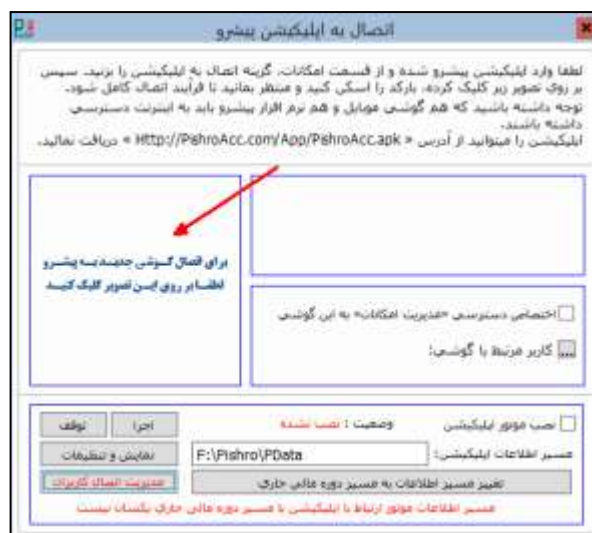 اتصال به اپلیکیشن پیشرو
لطفا وارد اپلیکیشن پیشرو شده و از قسمت امکانات، گزینه اتصال به اپلیکیشن را بزنید. سپس
بر روی تصویر زیر کلیک کرده، بارکد را اسکن کنید و منتظر بمانید تا فرآیند اتصال کامل شود.
توجه داشته باشید که هم گوشی موبایل و هم نرم افزار پیشرو باید به اینترنت دسترسی
داشته باشند.
اپلیکیشن را میتوانید از آدرس « Http://PishroAcc.com/App/PishroAcc.apk » دریافت نمائید.
برای اتصال گوشی جدید به پیشرو
لطفا بر روی این تصویر کلیک کنید
اختصاص دسترسی «مدیریت امکانات» به این گوشی
... کاربر مرتبط با گوشی:
نصب موتور اپلیکیشن وضعیت : نصب نشده اجرا توقف
مسیر اطلاعات اپلیکیشن: F:\Pishro\PData نمایش و تنظیمات
تغییر مسیر اطلاعات به مسیر دوره مالی جاری مدیریت اتصال کاربران
مسیر اطلاعات موتور ارتباط با اپلیکیشن با مسیر دوره مالی جاری یکسان نیست